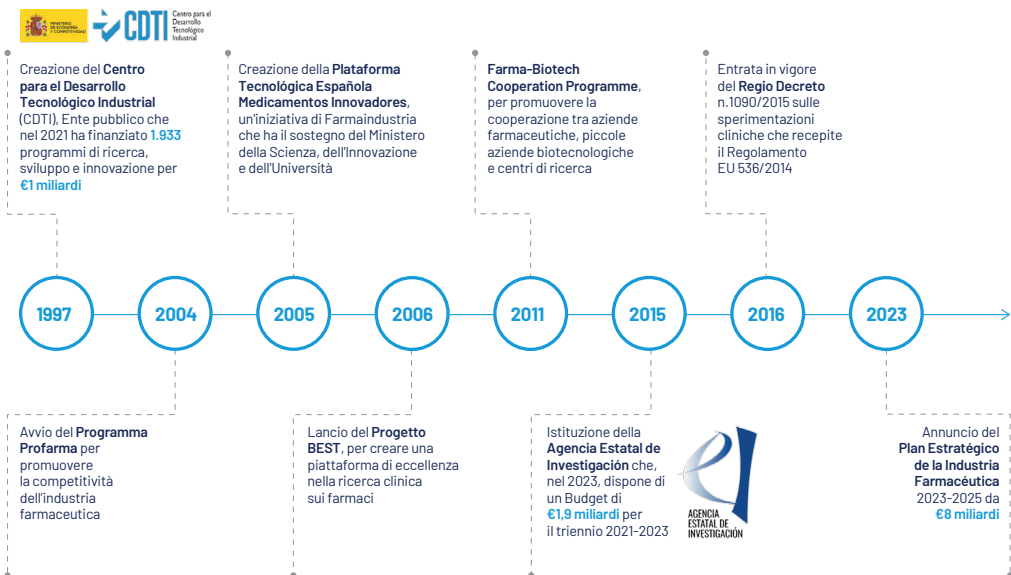 MINISTERIO
DE ECONOMÍA
Y COMPETITIVIDAD
CDTI
Centro para el
Desarrollo
Tecnológico
Industrial
Creazione del Centro
para el Desarrollo
Tecnológico Industrial
(CDTI), Ente pubblico che
nel 2021 ha finanziato 1.933
programmi di ricerca,
sviluppo e innovazione per
€1 miliardi
Creazione della Plataforma
Tecnológica Española
Medicamentos Innovadores,
un'iniziativa di Farmaindustria
che ha il sostegno del Ministero
della Scienza, dell'Innovazione
e dell'Università
Farma-Biotech
Cooperation Programme,
per promuovere la
cooperazione tra aziende
farmaceutiche, piccole
aziende biotecnologiche
e centri di ricerca
Entrata in vigore
del Regio Decreto
n.1090/2015 sulle
sperimentazioni
cliniche che recepite
il Regolamento
EU 536/2014
1997
2004
2005
2006
2011
2015
2016
2023
Avvio del Programma
Profarma per
promuovere
la competitività
dell'industria
farmaceutica
Lancio del Progetto
BEST, per creare una
piattaforma di eccellenza
nella ricerca clinica
sui farmaci
Istituzione della
Agencia Estatal de
Investigación che,
nel 2023, dispone di
un Budget di
€1,9 miliardi per
il triennio 2021-2023
AGENCIA
ESTATAL DE
INVESTIGACIÓN
Annuncio del
Plan Estratégico
de la Industria
Farmacéutica
2023-2025 da
€8 miliardi